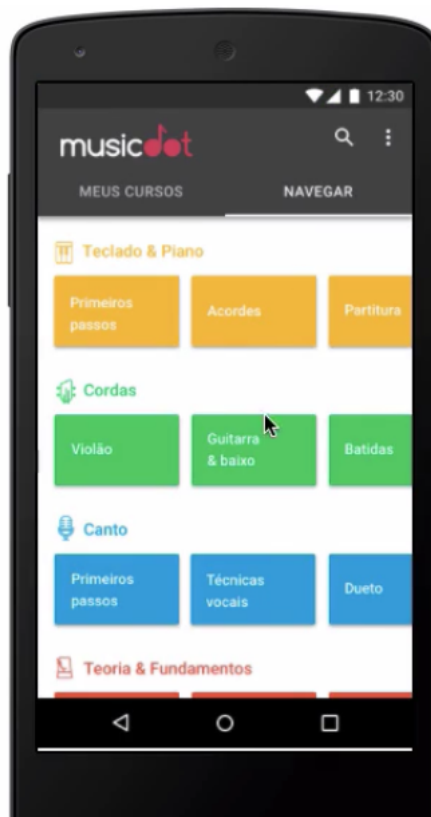 12:30
musicdot
MEUS CURSOS NAVEGAR
Teclado & Piano
Primeiros
passos
Acordes
Partitura
Cordas
Violão
Guitarra
& baixo
Batidas
Canto
Primeiros
passos
Técnicas
vocais
Dueto
Teoria & Fundamentos